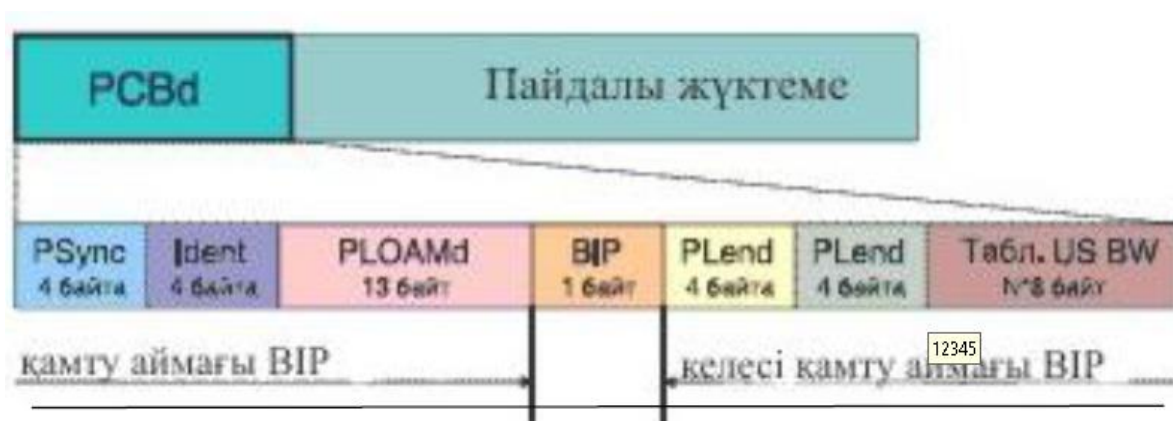 PCBd
Пайдалы жүктеме
PSync
4 байта
Ident
4 байта
PLOAMd
13 байт
BIP
1 байт
PLend
4 байта
PLend
4 байта
Табл. US BW
N*8 байт
қамту аймағы BIP
келесі қамту аймағы BIP
12345